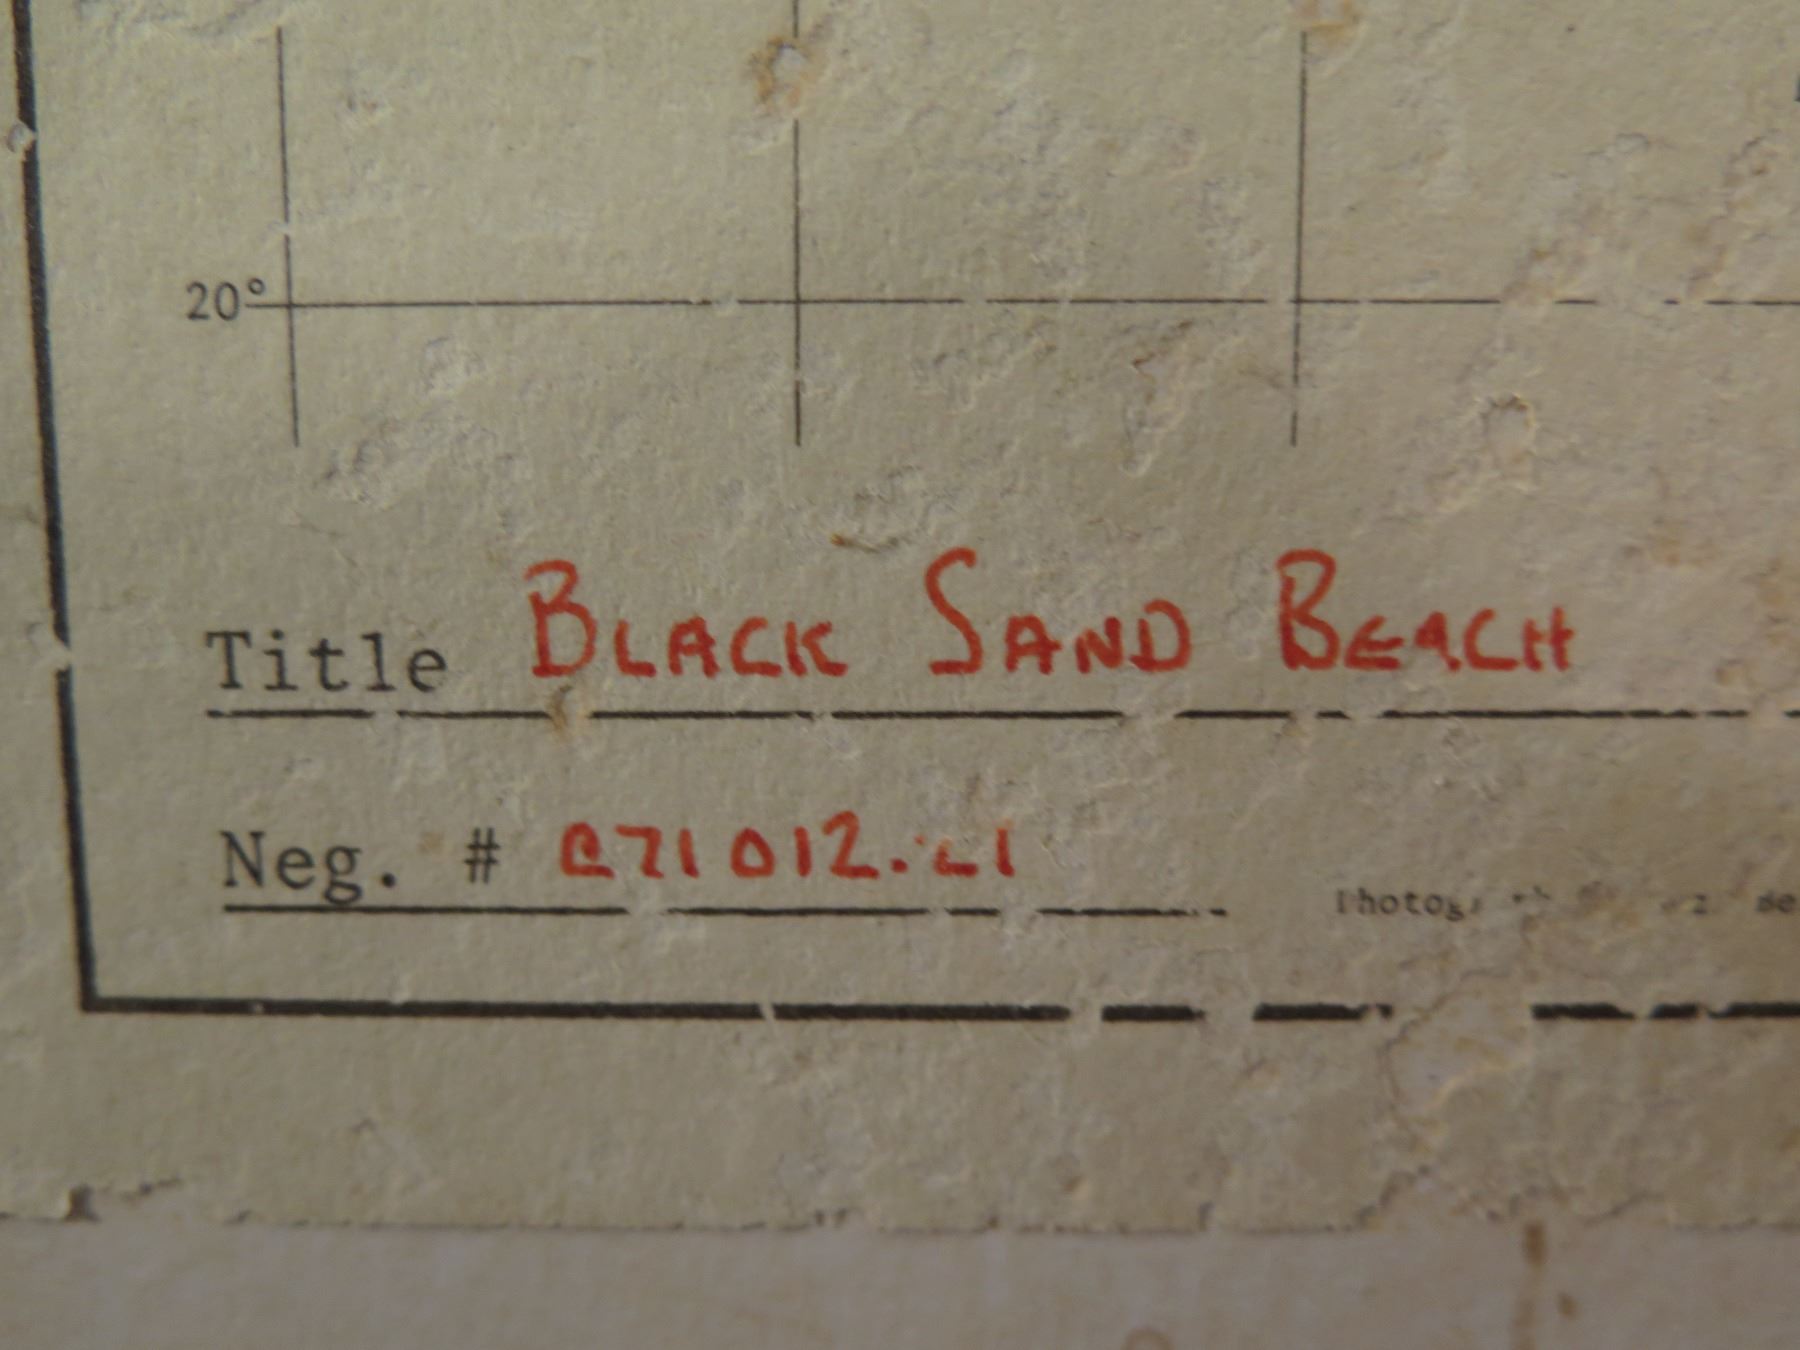 20°
Title BLACK SAND BEACH
Neg. #